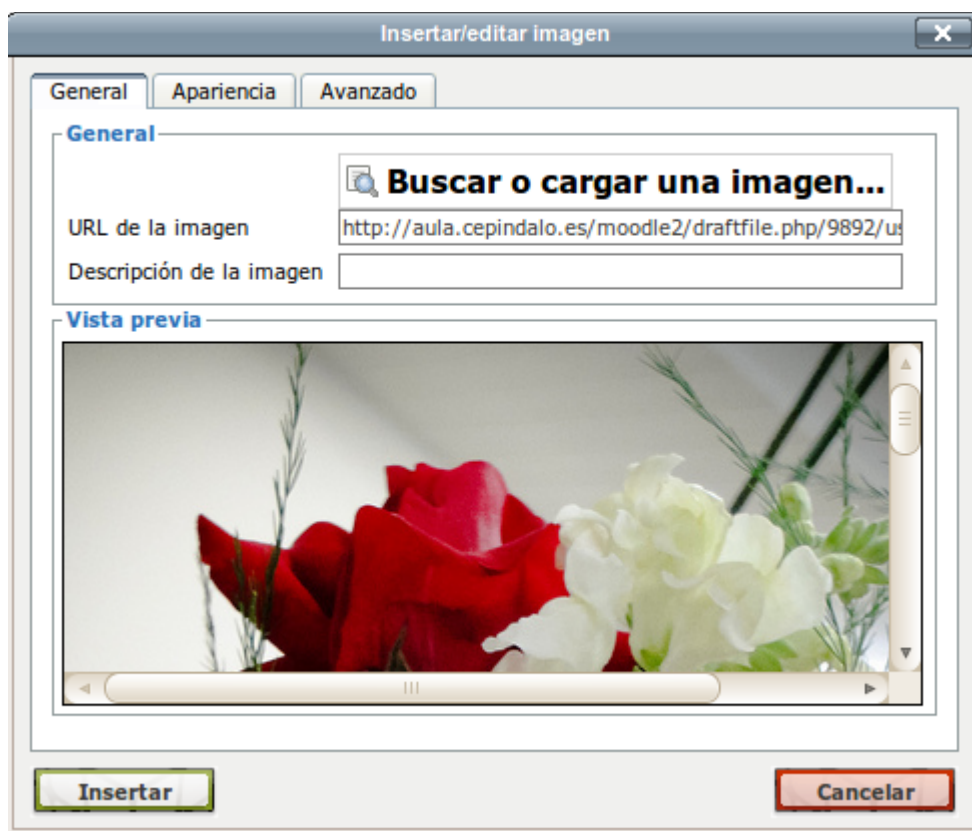 Insertar/editar imagen
General Apariencia Avanzado
General
Buscar o cargar una imagen...
URL de la imagen http://aula.cepindalo.es/moodle2/draftfile.php/9892/us
Descripción de la imagen
Vista previa
Insertar Cancelar